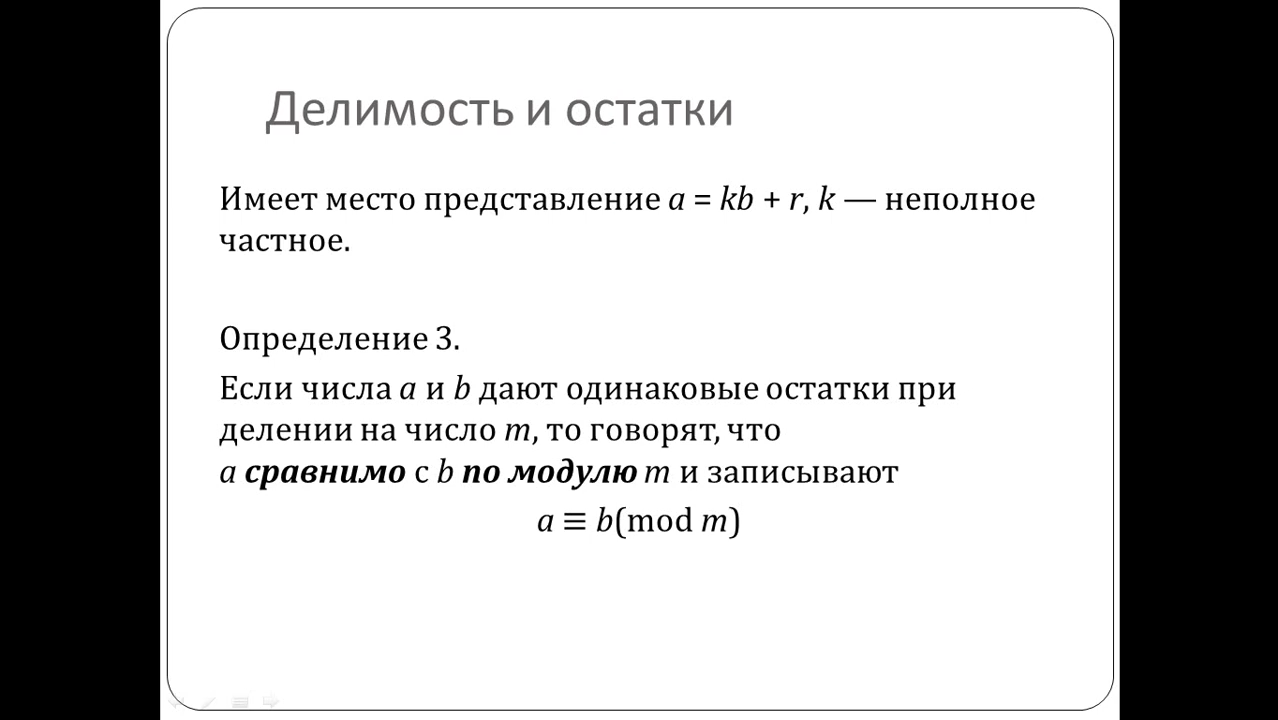 Делимость и остатки
Имеет место представление a = kb + r, k — неполное
частное.
Определение 3.
Если числа a и b дают одинаковые остатки при
делении на число m, то говорят, что
a сравнимо с b по модулю m и записывают
a ≡ b(mod m)